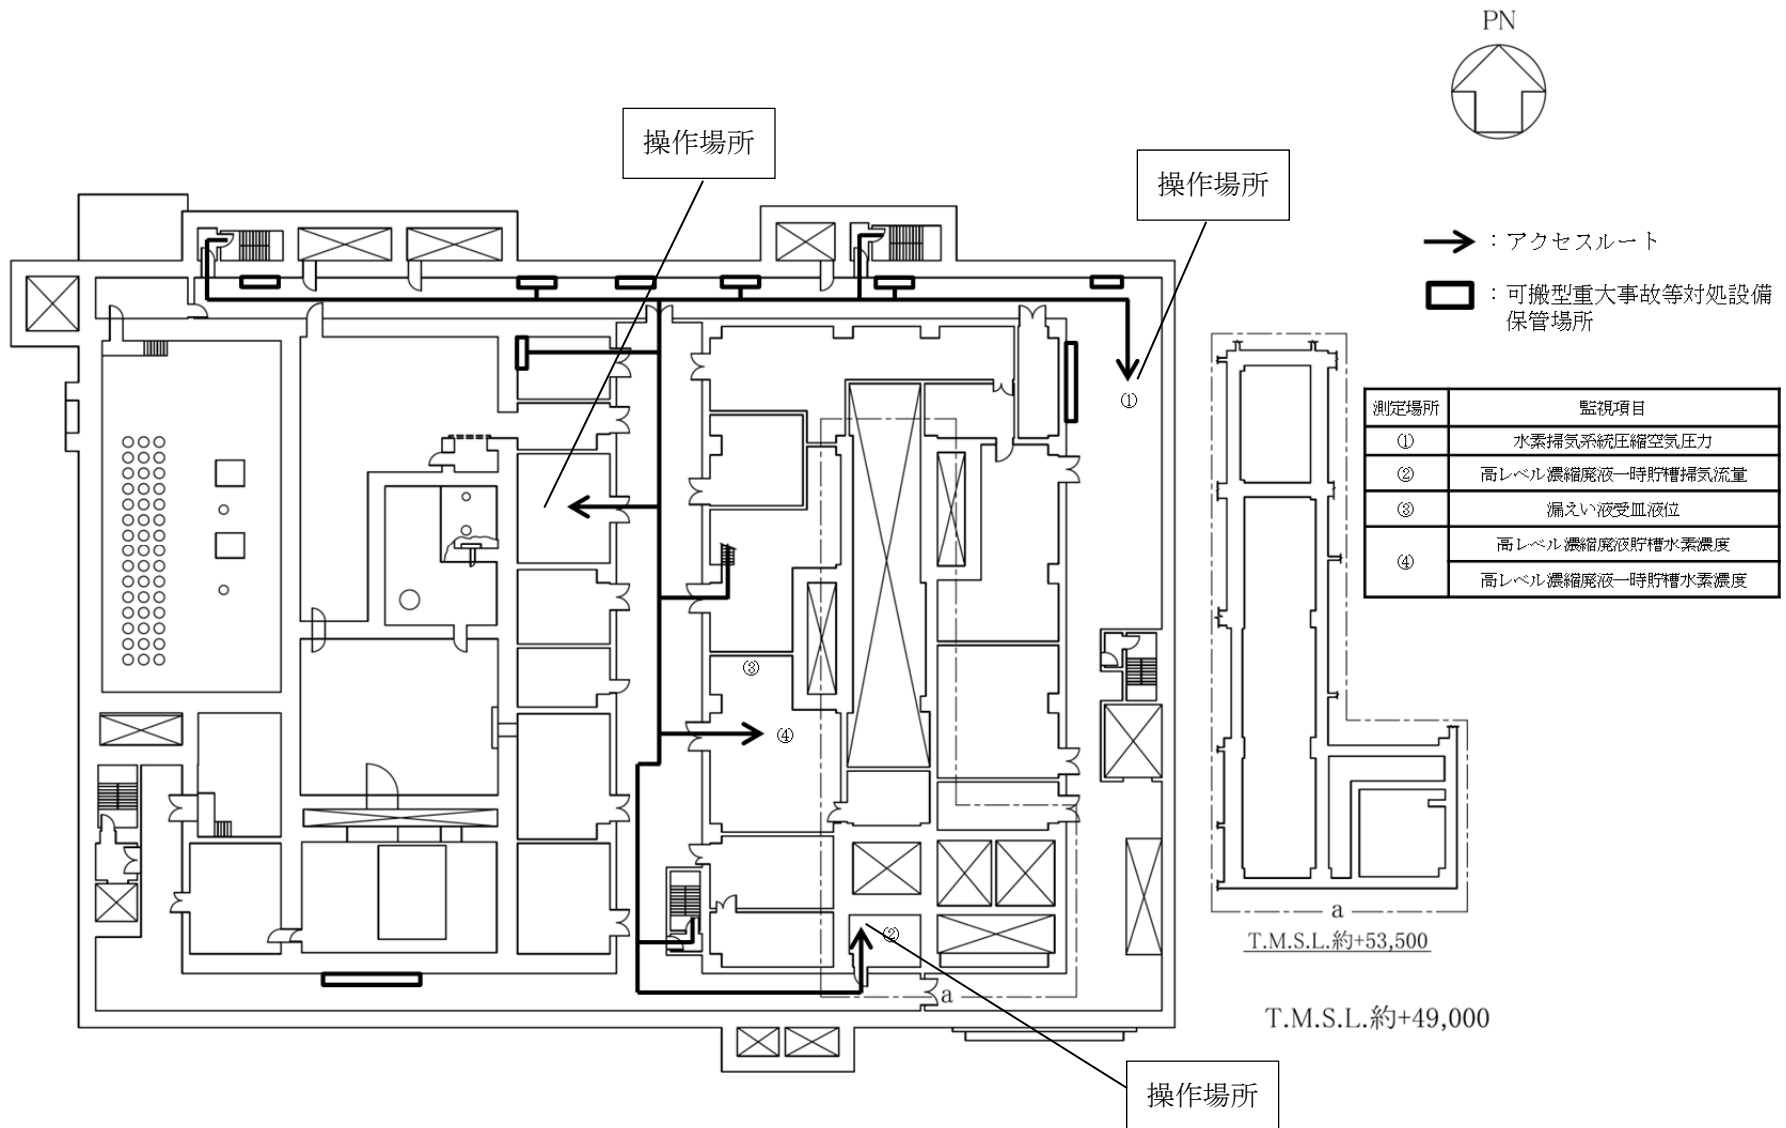 PN
操作場所
操作場所
：アクセスルート
：可搬型重大事故等対処設備
保管場所
測定場所 監視項目
① 水素掃気系統圧縮空気圧力
② 高レベル濃縮廃液一時貯槽掃気流量
③ 漏えい液受皿液位
④ 高レベル濃縮廃液貯槽水素濃度
高レベル濃縮廃液一時貯槽水素濃度
①
③
④
②
a
a
T.M.S.L.約+53,500
T.M.S.L.約+49,000
操作場所